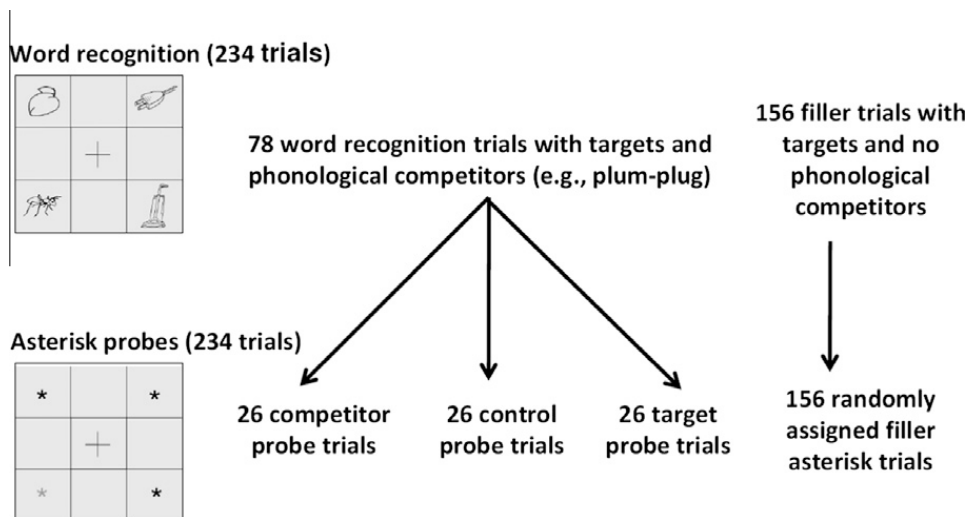 Word recognition (234 trials)
78 word recognition trials with targets and
phonological competitors (e.g., plum-plug)
156 filler trials with
targets and no
phonological
competitors
Asterisk probes (234 trials)
* *
* *
26 competitor
probe trials
26 control
probe trials
26 target
probe trials
156 randomly
assigned filler
asterisk trials